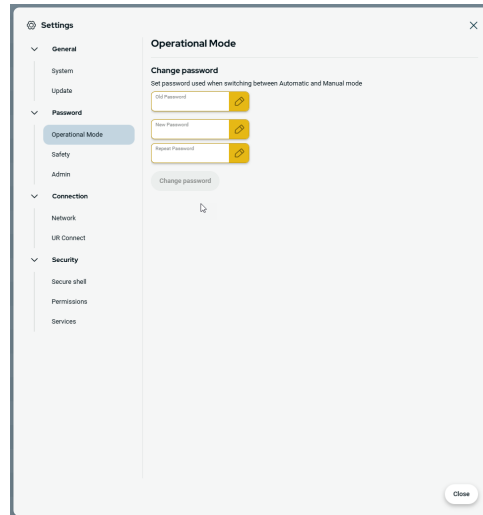 Settings
General
System
Update
Password
Operational Mode
Safety
Admin
Connection
Network
UR Connect
Security
Secure shell
Permissions
Services
Operational Mode
Change password
Set password used when switching between Automatic and Manual mode
Old Password
New Password
Repeat Password
Change password
Close